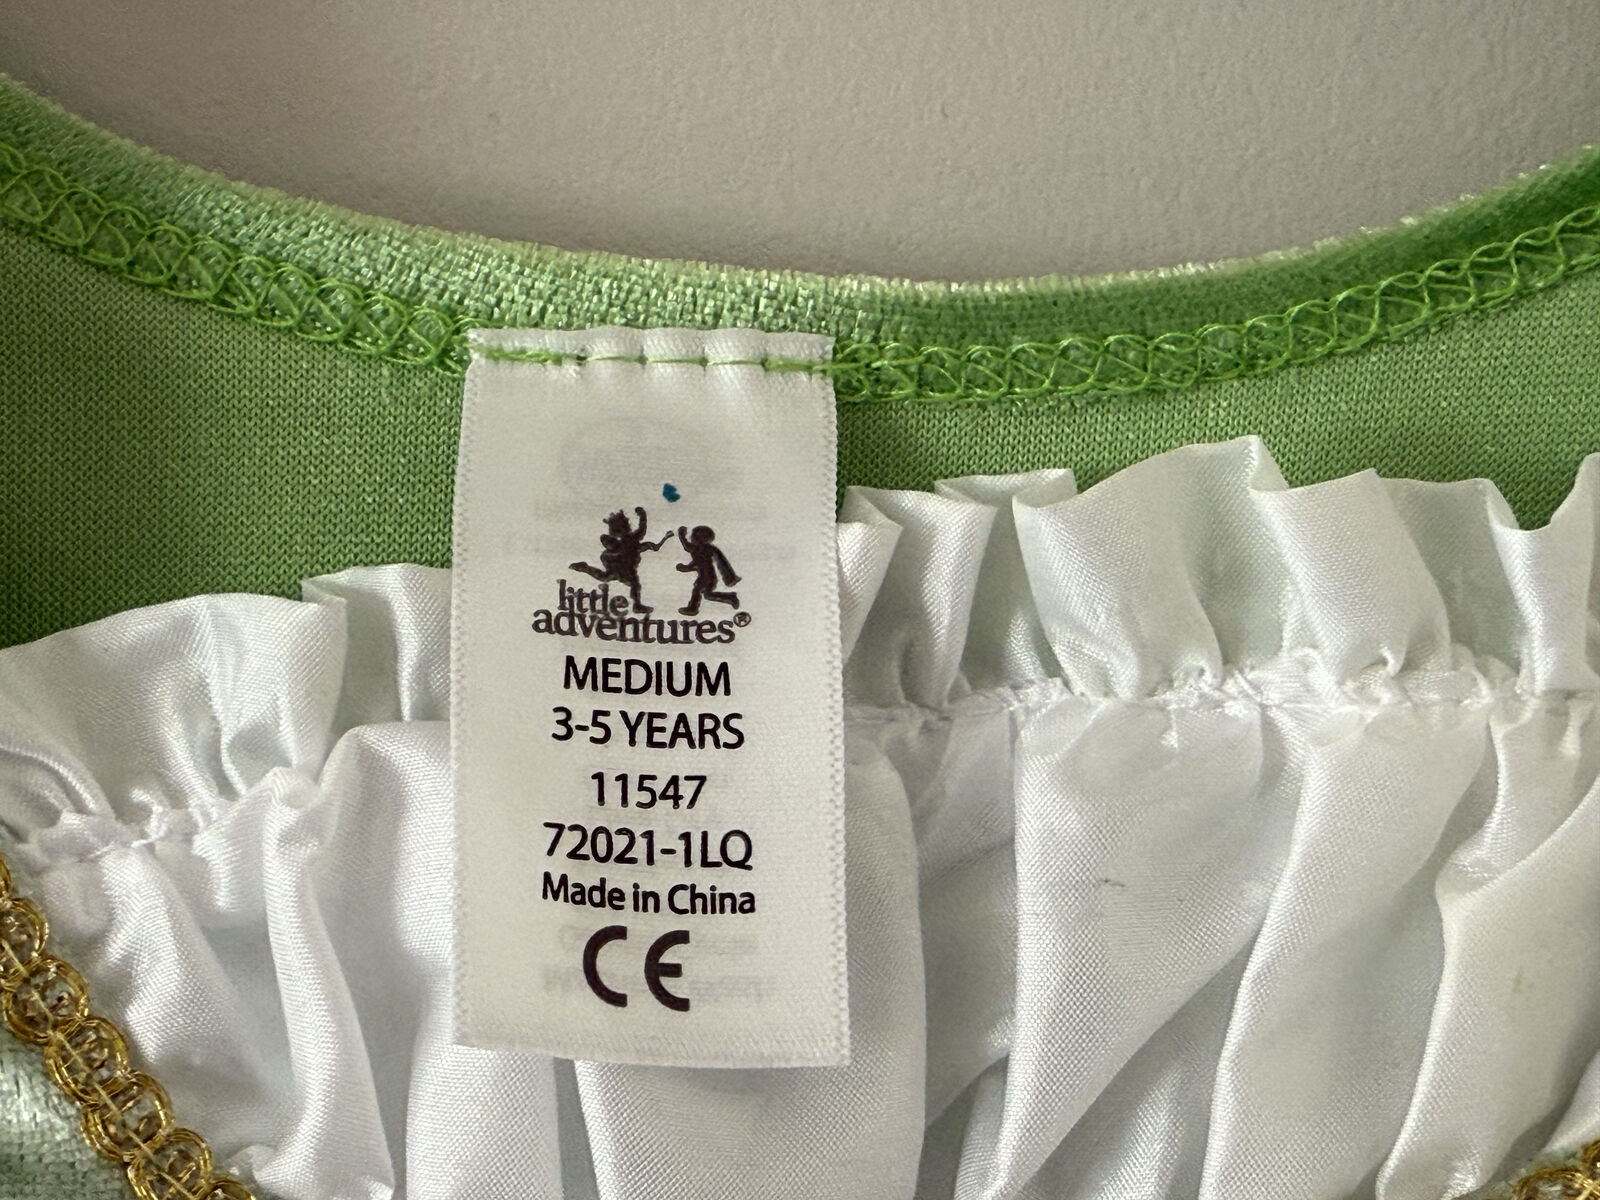 little
adventures®
MEDIUM
3-5 YEARS
11547
72021-1LQ
Made in China
CE